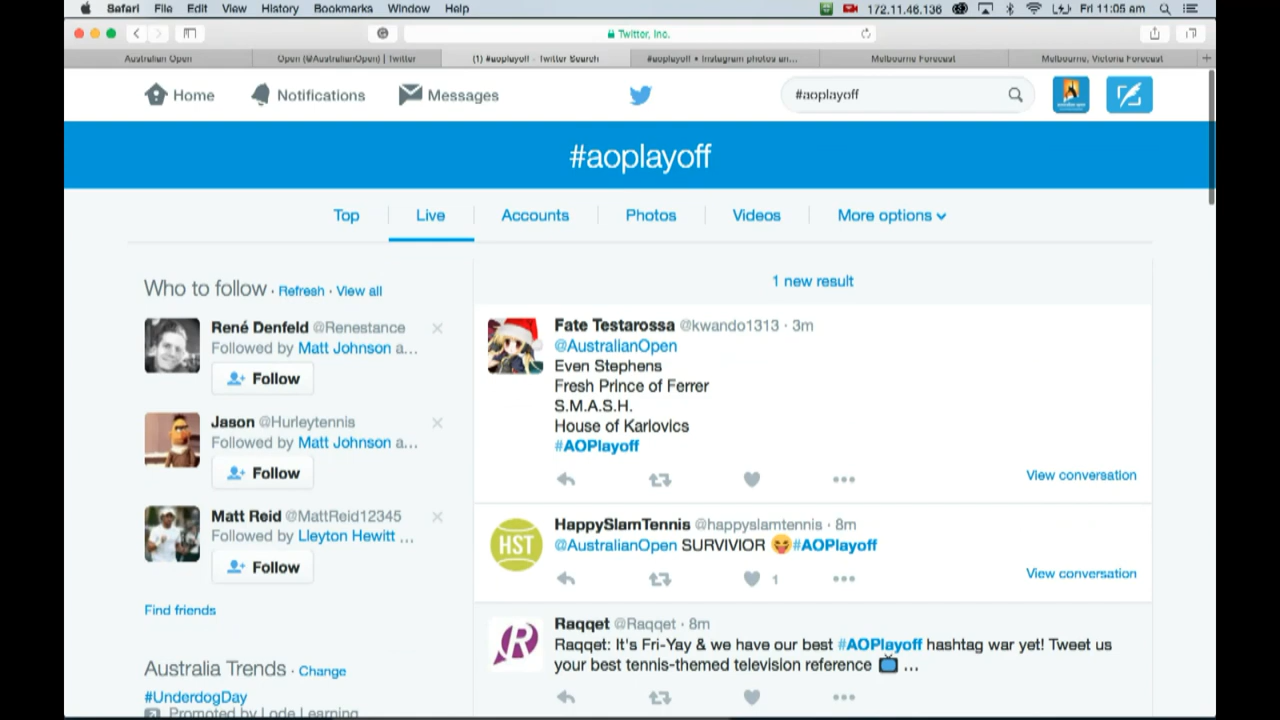 Safari File Edit View History Bookmarks Window Help 172.11.46.136 Fri 11:05 am
Twitter, Inc.
Australian Open Open (@AustralianOpen) | Twitter (1) #aoplayoff - Twitter Search #aoplayoff • Instagram photos an... Melbourne Forecast Melbourne, Victoria Forecast
Home Notifications Messages #aoplayoff
#aoplayoff
Top Live Accounts Photos Videos More options
Who to follow · Refresh · View all
René Denfeld @Renestance
Followed by Matt Johnson a...
Follow
Jason @Hurleytennis
Followed by Matt Johnson a...
Follow
Matt Reid @MattReid12345
Followed by Lleyton Hewitt ...
Follow
Find friends
Australia Trends · Change
#UnderdogDay
Promoted by Lode Learning
1 new result
Fate Testarossa @kwando1313 · 3m
@AustralianOpen
Even Stephens
Fresh Prince of Ferrer
S.M.A.S.H.
House of Karlovics
#AOPlayoff
View conversation
HST
HappySlamTennis @happyslamtennis · 8m
@AustralianOpen SURVIVIOR 😝#AOPlayoff
1
View conversation
Raqqet @Raqqet · 8m
Raqqet: It's Fri-Yay & we have our best #AOPlayoff hashtag war yet! Tweet us
your best tennis-themed television reference 📺 ...